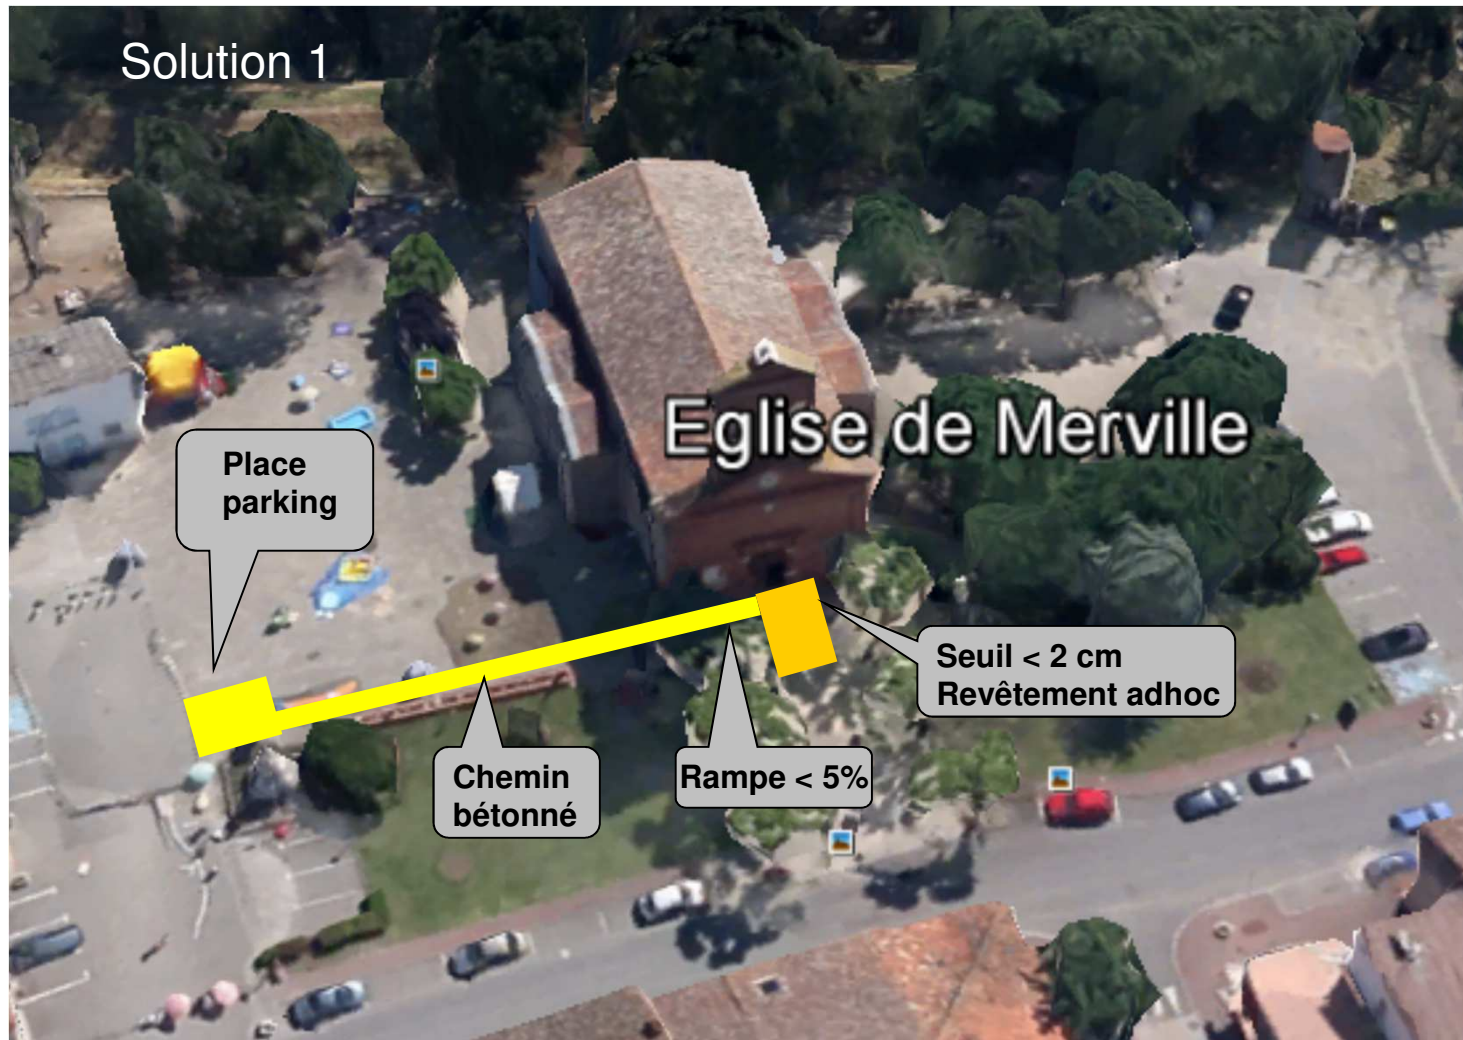 Solution 1
Eglise de Merville
Place
parking
Seuil < 2 cm
Revêtement adhoc
Chemin
bétonné
Rampe < 5%